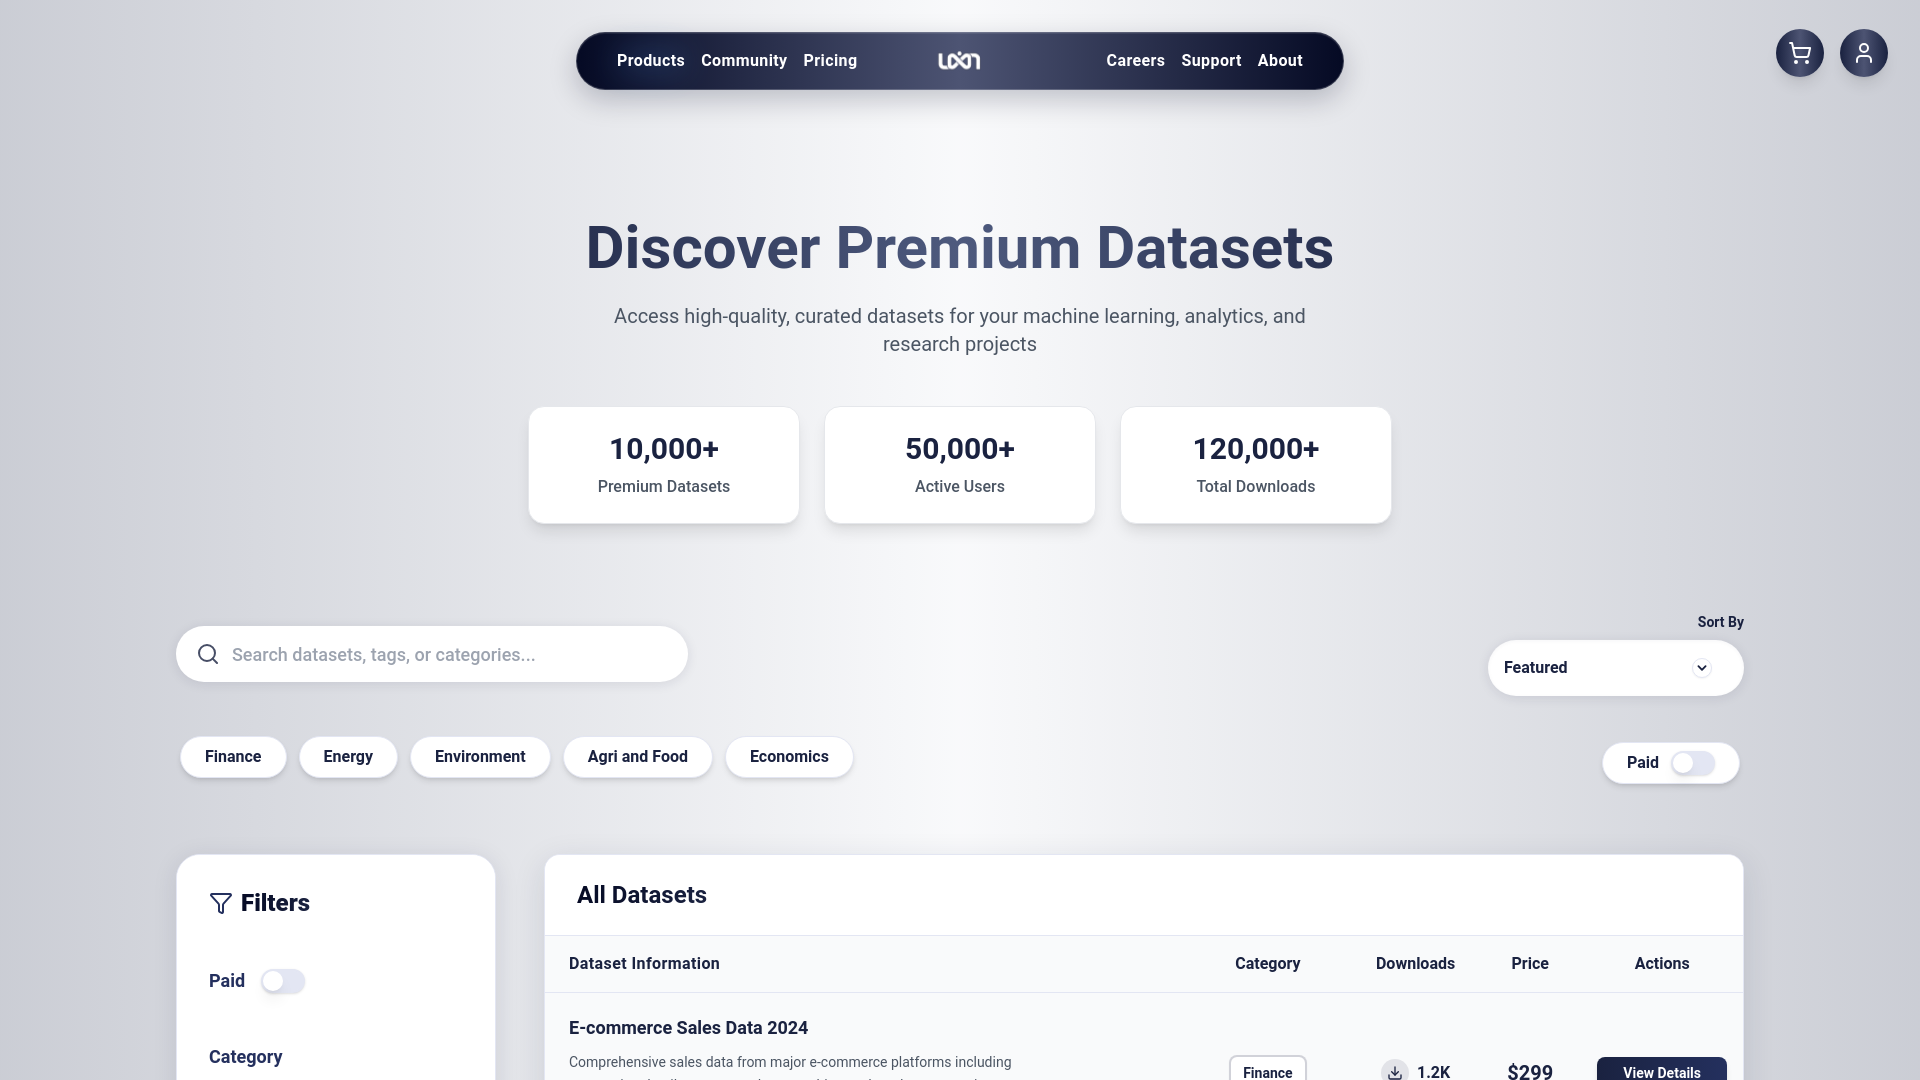 Products Community Pricing
Careers Support About
Discover Premium Datasets
Access high-quality, curated datasets for your machine learning, analytics, and
research projects
10,000+
Premium Datasets
50,000+
Active Users
120,000+
Total Downloads
Search datasets, tags, or categories...
Sort By
Featured
Finance
Energy
Environment
Agri and Food
Economics
Paid
Filters
Paid
Category
All Datasets
Dataset Information Category Downloads Price Actions
E-commerce Sales Data 2024
Comprehensive sales data from major e-commerce platforms including
Finance
1.2K
$299
View Details